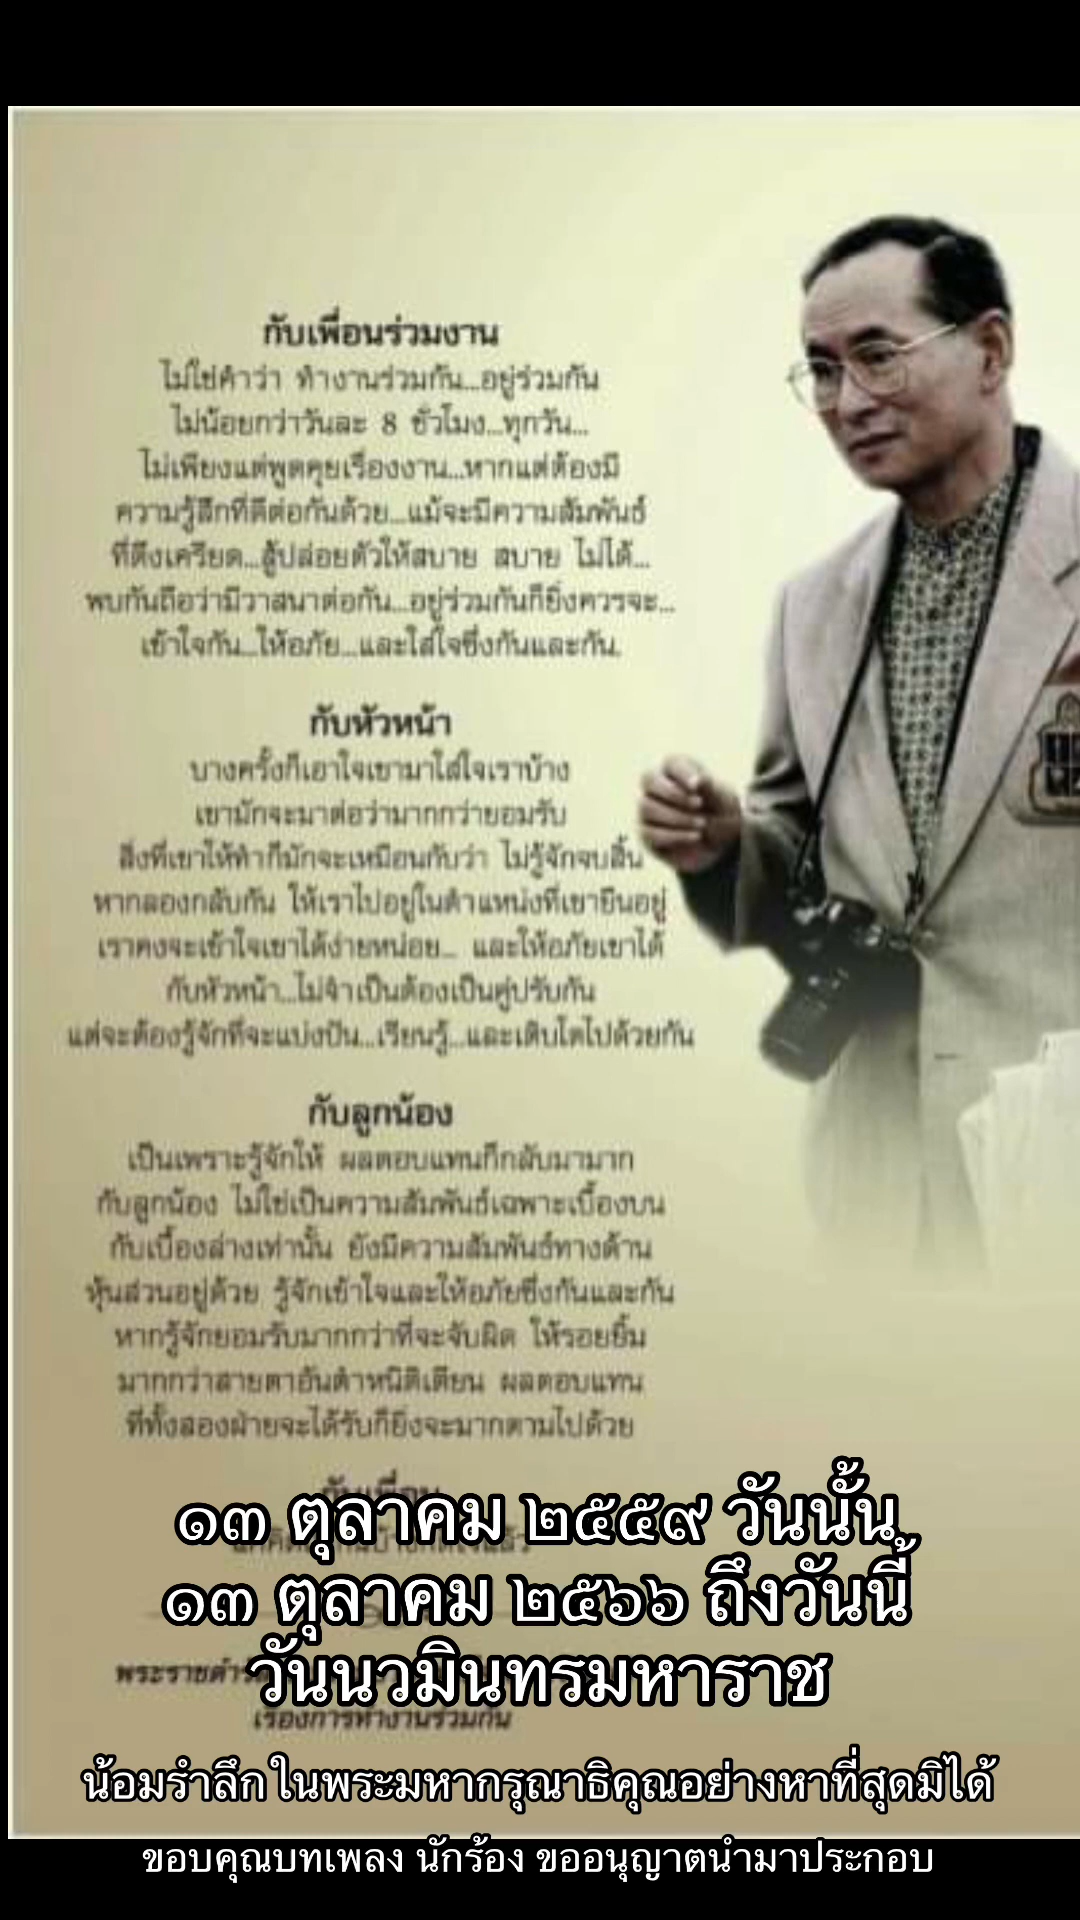 กับเพื่อนร่วมงาน
ไม่ใช่คำว่า ทำงานร่วมกัน...อยู่ร่วมกัน
ไม่น้อยกว่าวันละ 8 ชั่วโมง...ทุกวัน...
ไม่เพียงแต่พูดคุยเรื่องงาน...หากแต่ต้องมี
ความรู้สึกที่ดีต่อกันด้วย...แม้จะมีความสัมพันธ์
ที่ตึงเครียด...สู้ปล่อยตัวให้สบาย สบาย ไม่ได้...
พบกันถือว่ามีวาสนาต่อกัน...อยู่ร่วมกันก็ยิ่งควรจะ...
เข้าใจกัน...ให้อภัย...และใส่ใจซึ่งกันและกัน.
กับหัวหน้า
บางครั้งก็เอาใจเขามาใส่ใจเราบ้าง
เขามักจะมาต่อว่ามากกว่ายอมรับ
สิ่งที่เขาให้ทำก็มักจะเหมือนกับว่า ไม่รู้จักจบสิ้น
หากลองกลับกัน ให้เราไปอยู่ในตำแหน่งที่เขายืนอยู่
เราคงจะเข้าใจเขาได้ง่ายหน่อย... และให้อภัยเขาได้
กับหัวหน้า...ไม่จำเป็นต้องเป็นคู่ปรับกัน
แต่จะต้องรู้จักที่จะแบ่งปัน...เรียนรู้...และเติบโตไปด้วยกัน
กับลูกน้อง
เป็นเพราะรู้จักให้ ผลตอบแทนก็กลับมามาก
กับลูกน้อง ไม่ใช่เป็นความสัมพันธ์เฉพาะเบื้องบน
กับเบื้องล่างเท่านั้น ยังมีความสัมพันธ์ทางด้าน
หุ้นส่วนอยู่ด้วย รู้จักเข้าใจและให้อภัยซึ่งกันและกัน
หากรู้จักยอมรับมากกว่าที่จะจับผิด ให้รอยยิ้ม
มากกว่าสายตาอันตำหนิติเตียน ผลตอบแทน
ที่ทั้งสองฝ่ายจะได้รับก็ยิ่งจะมากตามไปด้วย
กับเพื่อน
๑๓ ตุลาคม ๒๕๕๙ วันนั้น
๑๓ ตุลาคม ๒๕๖๖ ถึงวันนี้
วันนวมินทรมหาราช
เรื่องการทำงานร่วมกัน
น้อมรำลึกในพระมหากรุณาธิคุณอย่างหาที่สุดมิได้
ขอบคุณบทเพลง นักร้อง ขออนุญาตนำมาประกอบ